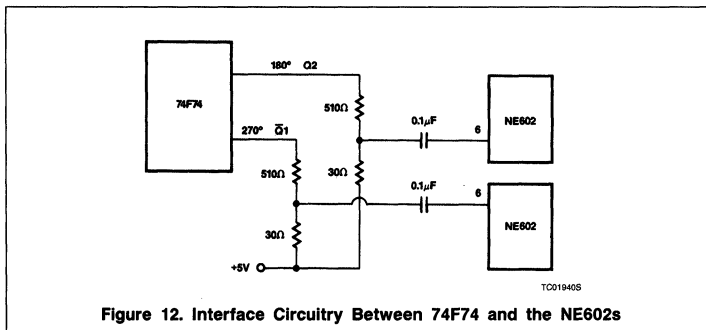 180° Q2
74F74
510Ω
0.1μF
6
NE602
270° Q̅1
510Ω
30Ω
0.1μF
6
NE602
30Ω
+5V
TC01940S
Figure 12. Interface Circuitry Between 74F74 and the NE602s